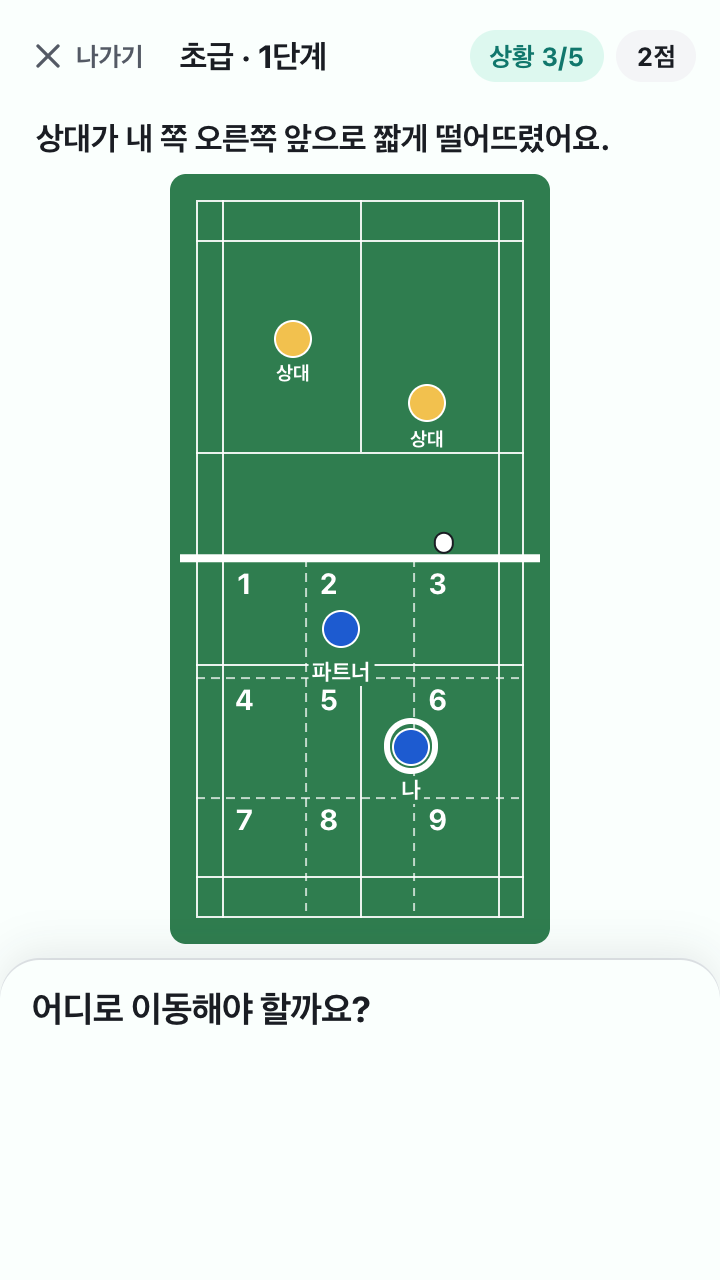 나가기
초급 · 1단계
상황 3/5
2점
상대가 내 쪽 오른쪽 앞으로 짧게 떨어뜨렸어요.
상대
상대
1 2 3
파트너
4 5 6
나
7 8 9
어디로 이동해야 할까요?